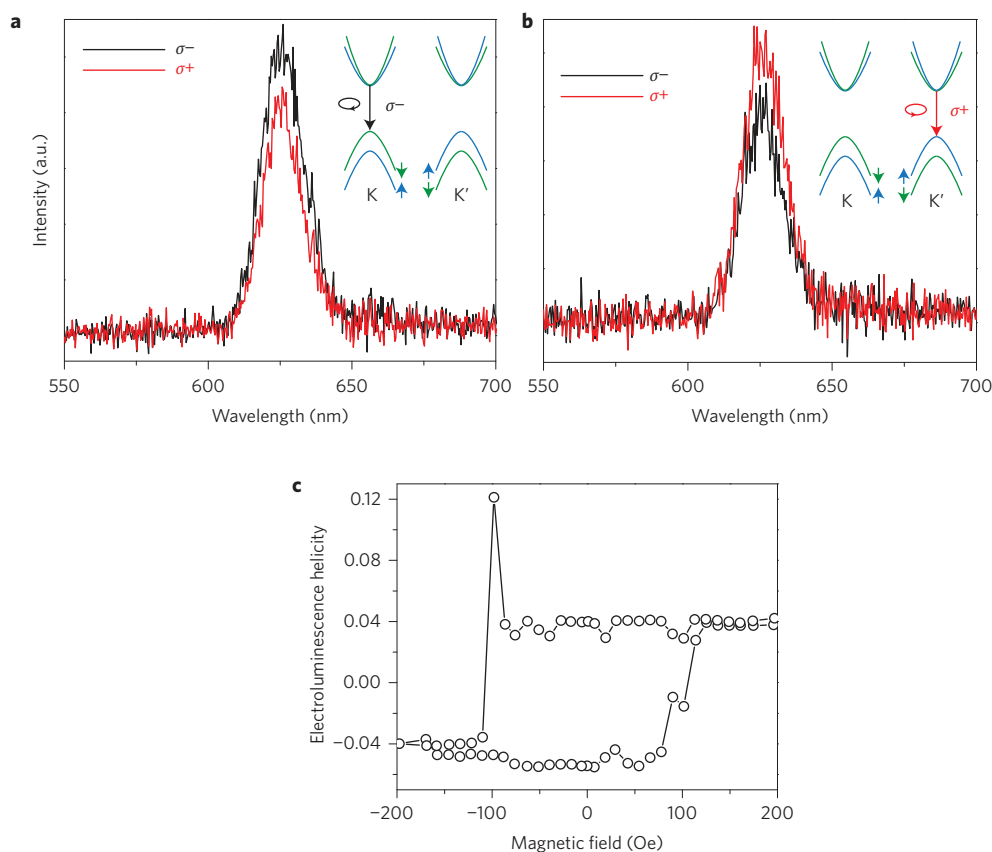 a
σ−
σ+
σ−
K
K′
Intensity (a.u.)
550
600
650
700
Wavelength (nm)
b
σ−
σ+
σ+
K
K′
550
600
650
700
Wavelength (nm)
c
0.12
0.08
0.04
0.00
−0.04
Electroluminescence helicity
−200
−100
0
100
200
Magnetic field (Oe)